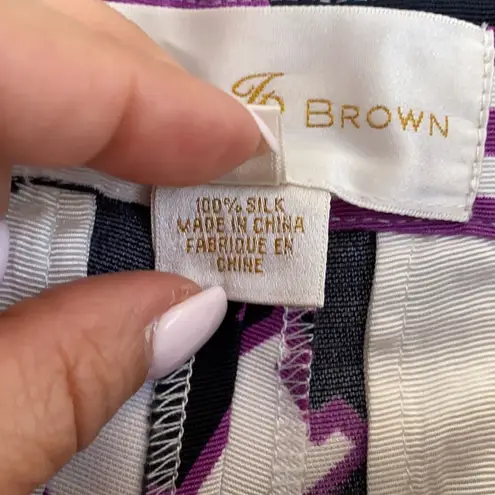 BROWN
100% SILK
MADE IN CHINA
FABRIQUE EN
CHINE